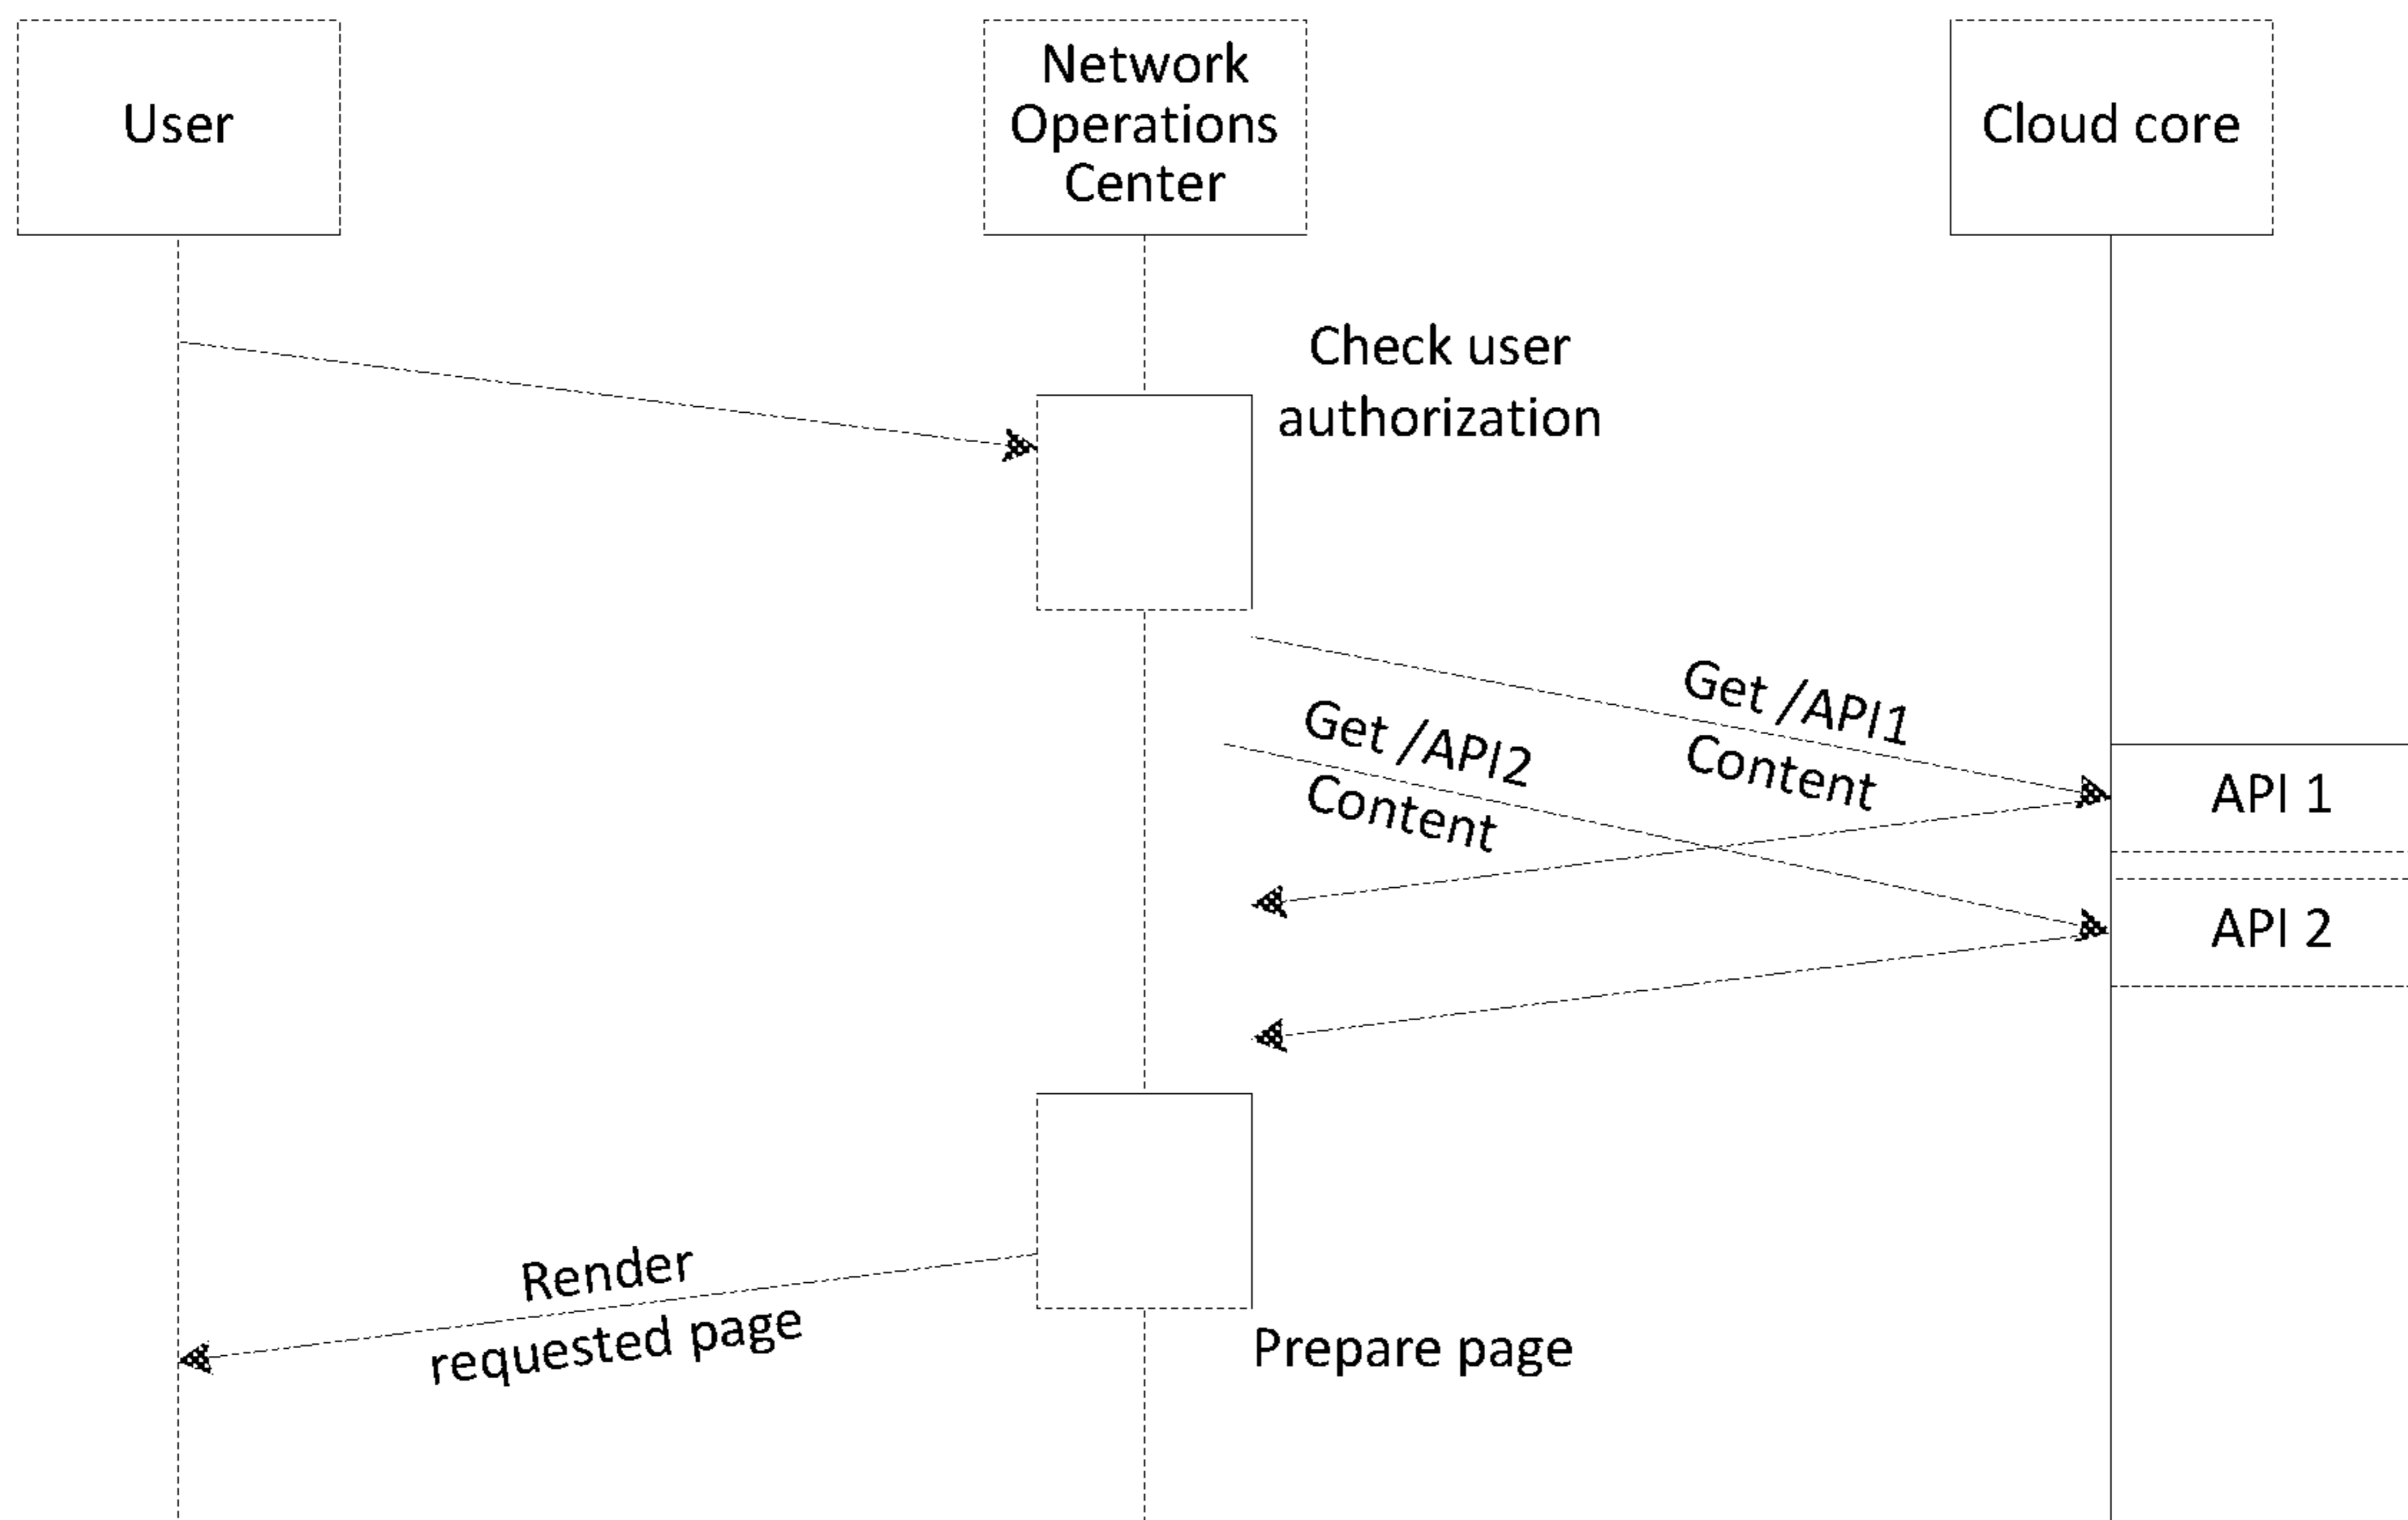 User
Network
Operations
Center
Cloud core
Check user
authorization
Get /API1
Content
Get /API2
Content
API 1
API 2
Render
requested page
Prepare page